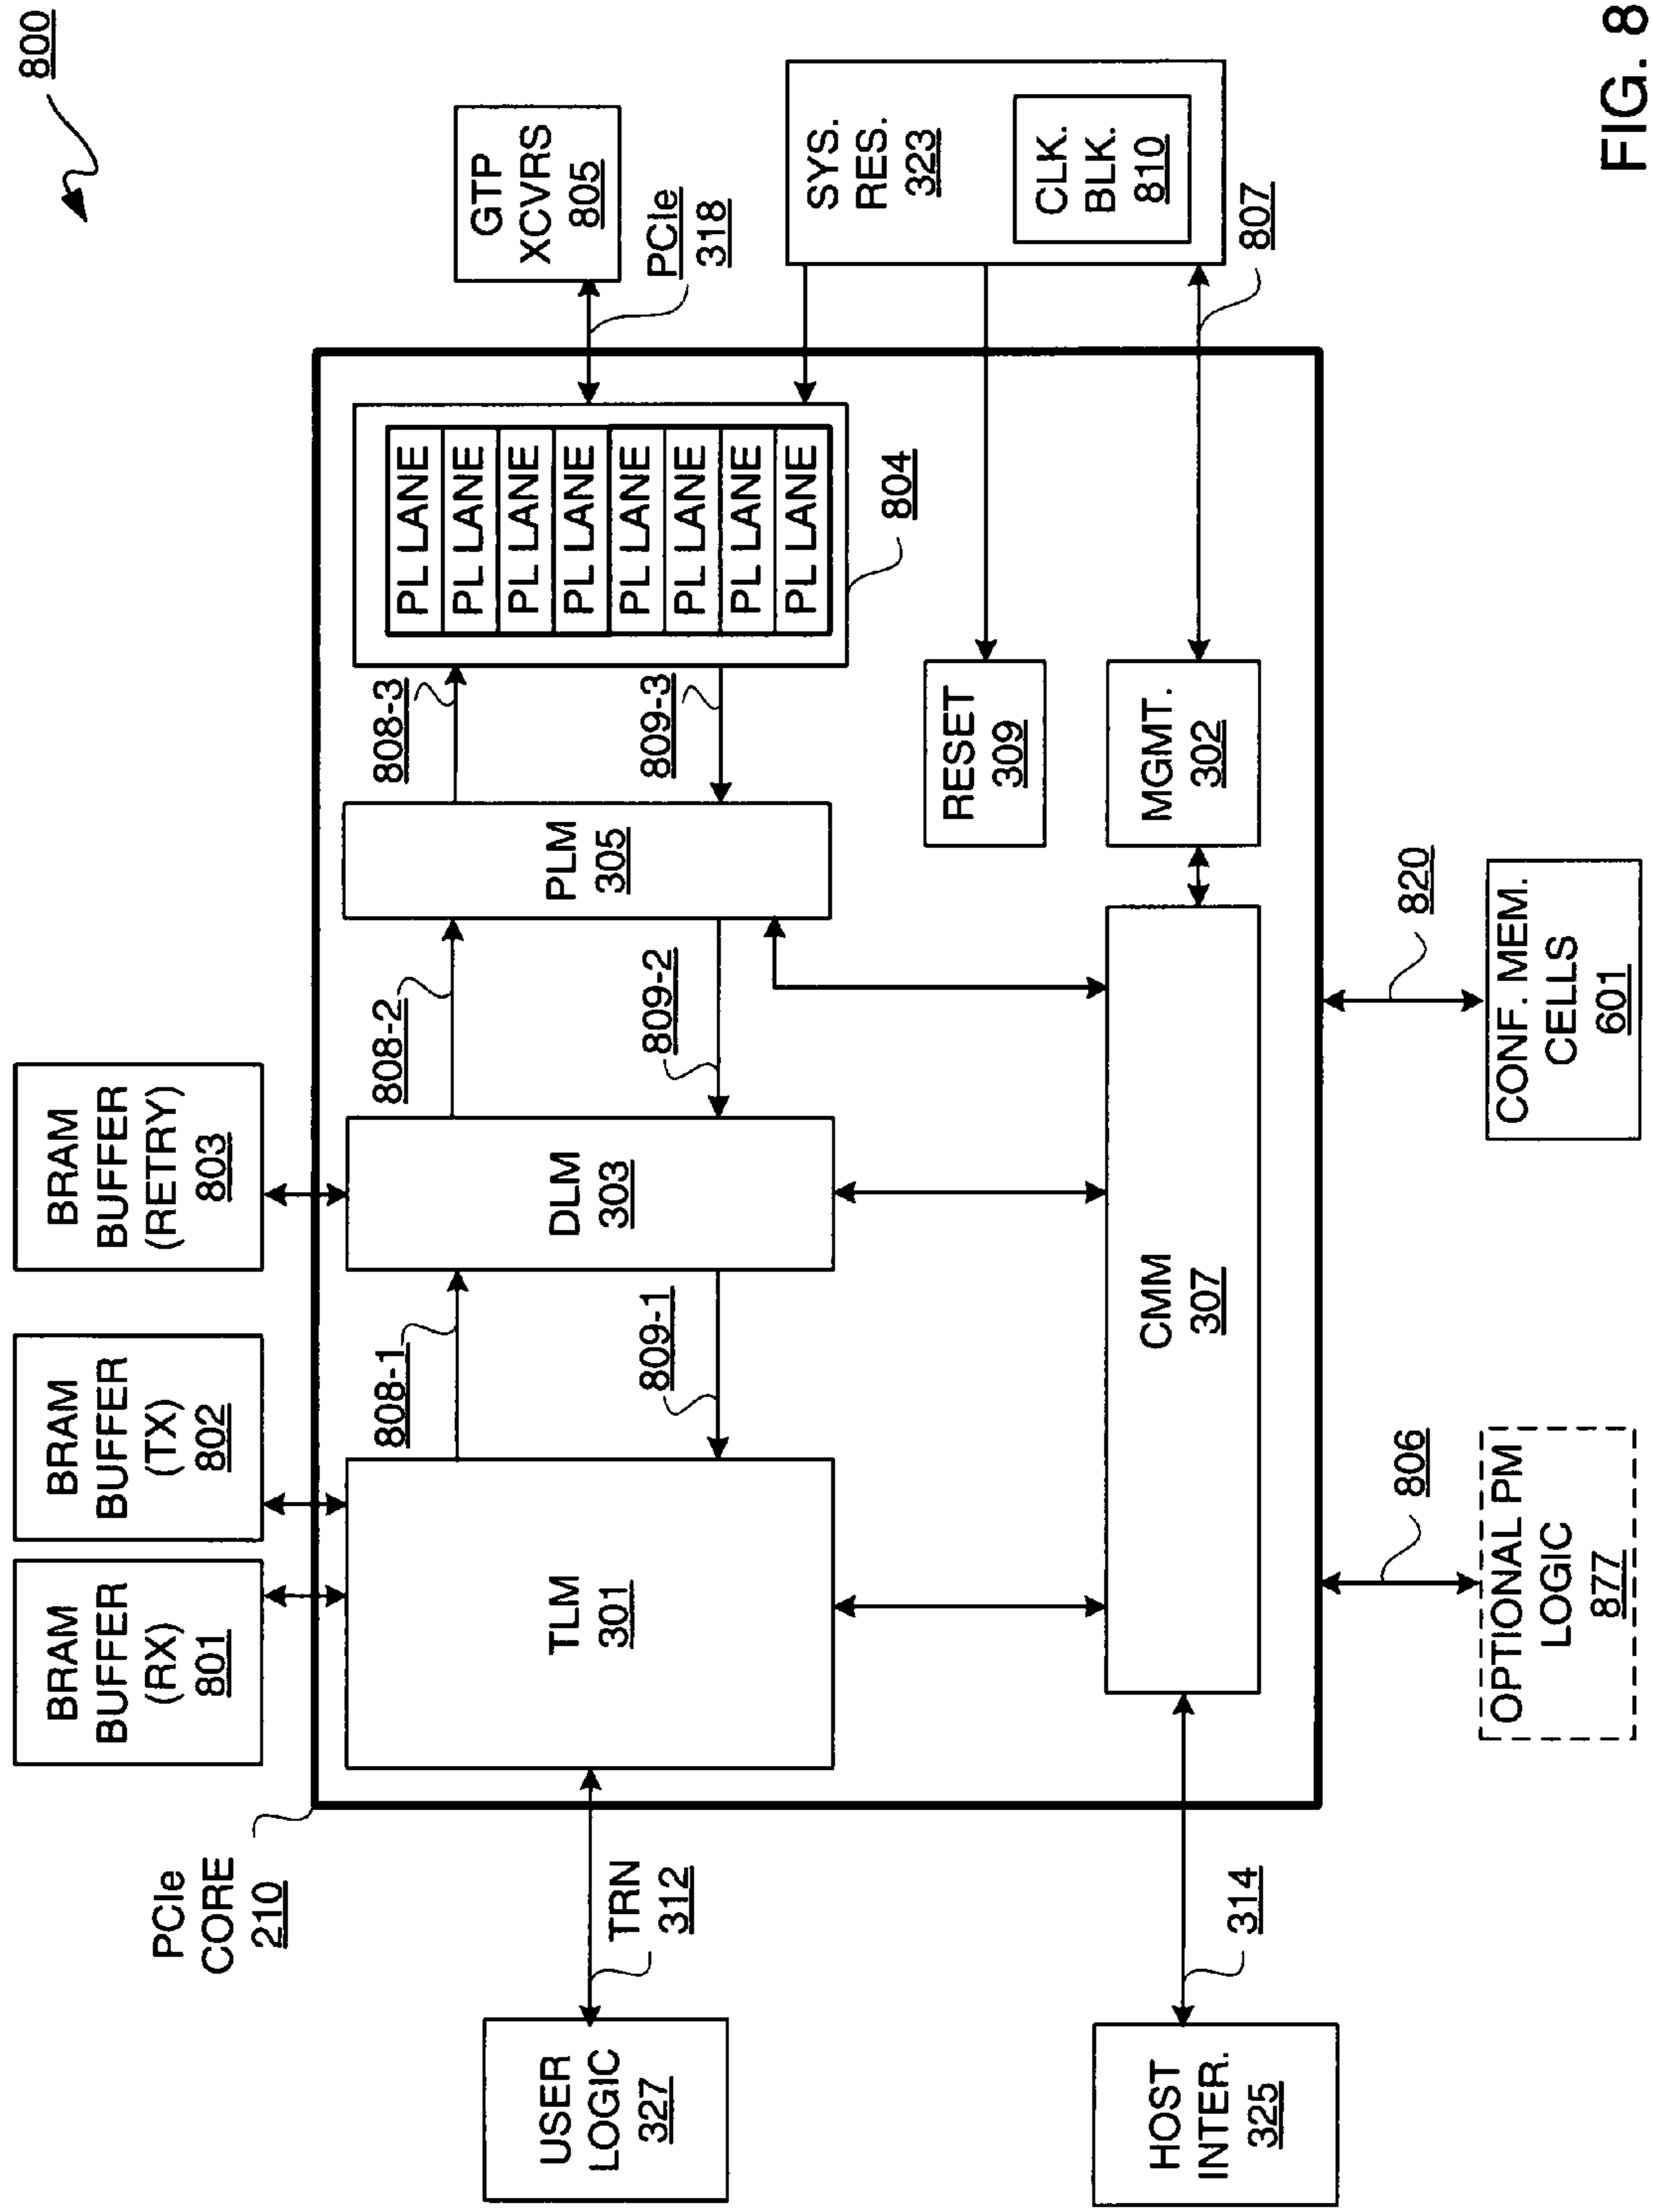 800
BRAM
BUFFER
(RX)
801
BRAM
BUFFER
(TX)
802
BRAM
BUFFER
(RETRY)
803
PCIe
CORE
210
USER
LOGIC
327
TRN
312
TLM
301
808-1
809-1
DLM
303
808-2
809-2
PLM
305
808-3
809-3
PL LANE
PL LANE
PL LANE
PL LANE
PL LANE
PL LANE
PL LANE
PL LANE
804
GTP
XCVRS
805
PCIe
318
SYS.
RES.
323
CLK.
BLK.
810
807
RESET
309
MGMT.
302
CMM
307
HOST
INTER.
325
314
806
OPTIONAL PM
LOGIC
877
820
CONF. MEM.
CELLS
601
FIG. 8